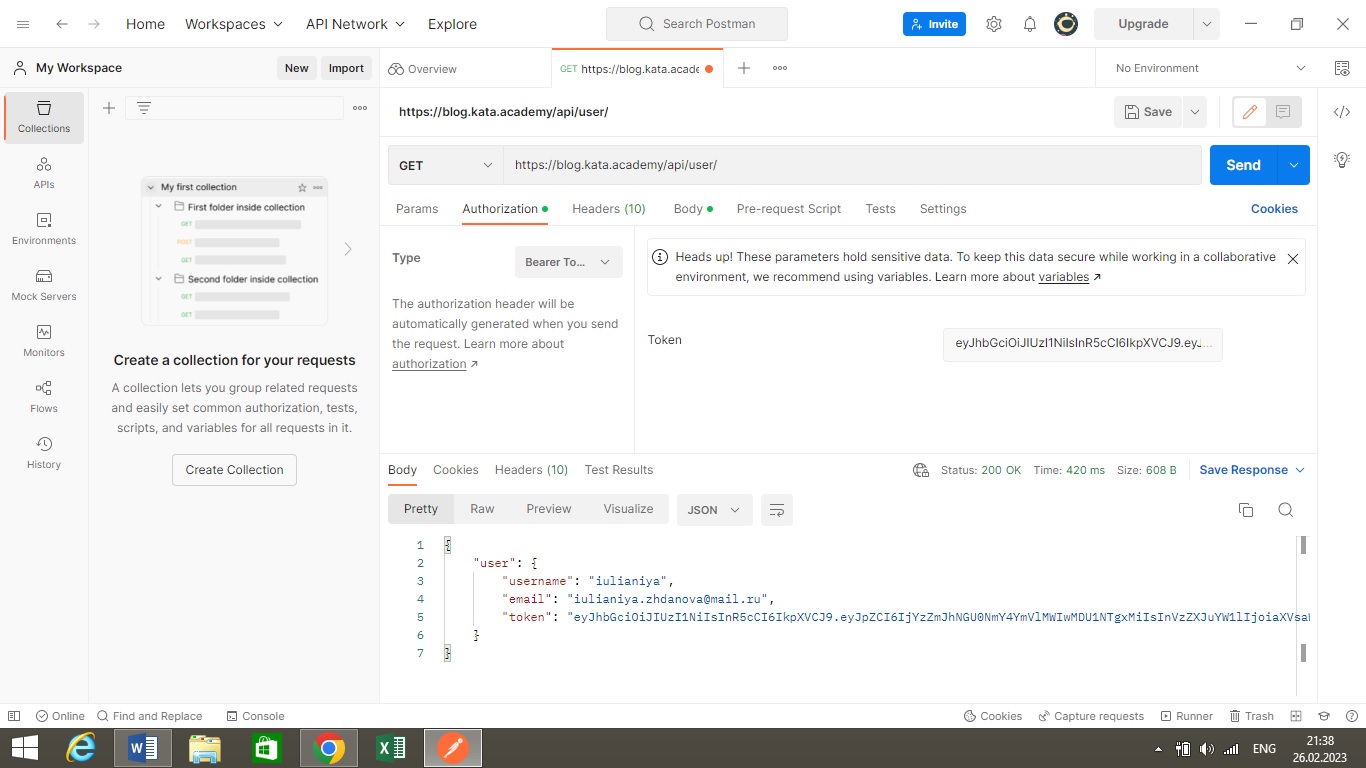 Home Workspaces API Network Explore Search Postman Invite Upgrade
My Workspace New Import Overview GET https://blog.kata.acade No Environment
https://blog.kata.academy/api/user/ Save
Collections
APIs
Environments
Mock Servers
Monitors
Flows
History
My first collection
First folder inside collection
GET
POST
GET
Second folder inside collection
GET
GET
Create a collection for your requests
A collection lets you group related requests
and easily set common authorization, tests,
scripts, and variables for all requests in it.
Create Collection
GET https://blog.kata.academy/api/user/ Send
Params Authorization Headers (10) Body Pre-request Script Tests Settings Cookies
Type Bearer To...
The authorization header will be
automatically generated when you send
the request. Learn more about
authorization ↗
Heads up! These parameters hold sensitive data. To keep this data secure while working in a collaborative
environment, we recommend using variables. Learn more about variables ↗
Token eyJhbGciOiJIUzI1NiIsInR5cCI6IkpXVCJ9.eyJ...
Body Cookies Headers (10) Test Results Status: 200 OK Time: 420 ms Size: 608 B Save Response
Pretty Raw Preview Visualize JSON
1 {
2 "user": {
3 "username": "iulianiya",
4 "email": "iulianiya.zhdanova@mail.ru",
5 "token": "eyJhbGciOiJIUzI1NiIsInR5cCI6IkpXVCJ9.eyJpZCI6IjYzZmJhNGU0NmY4YmVlMWIwMDU1NTgxMiIsInVzZXJuYW1lIjoiaXVsa
6 }
7 }
Online Find and Replace Console Cookies Capture requests Runner Trash
ENG 21:38
26.02.2023